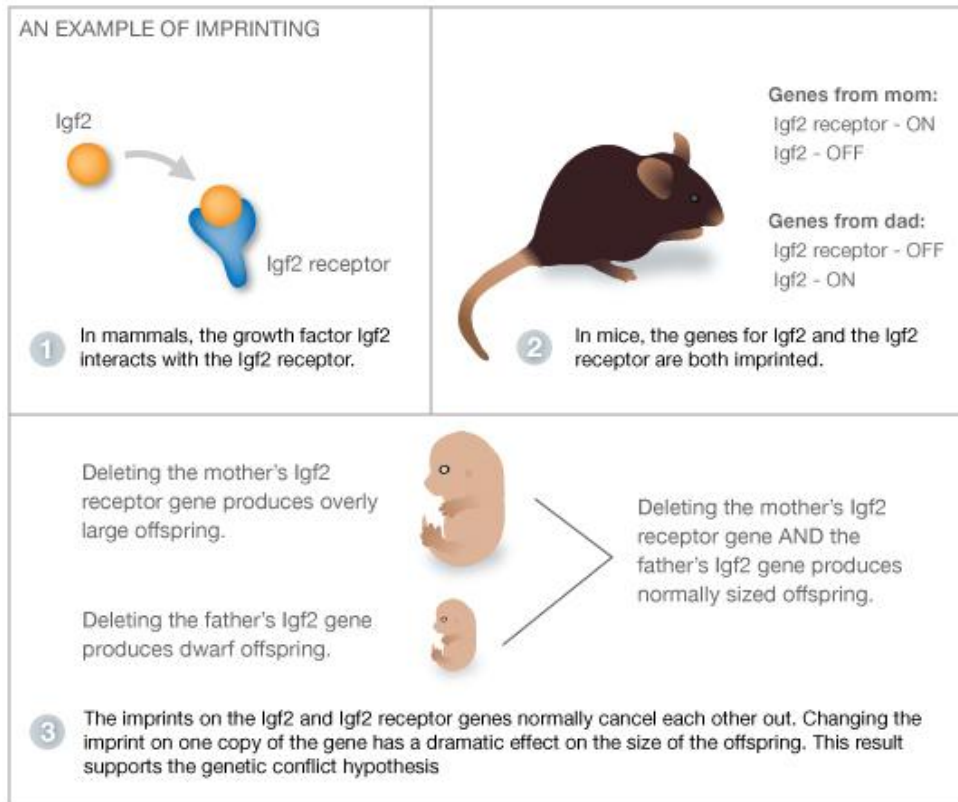 AN EXAMPLE OF IMPRINTING
Igf2
Igf2 receptor
1
In mammals, the growth factor Igf2
interacts with the Igf2 receptor.
Genes from mom:
Igf2 receptor - ON
Igf2 - OFF
Genes from dad:
Igf2 receptor - OFF
Igf2 - ON
2
In mice, the genes for Igf2 and the Igf2
receptor are both imprinted.
Deleting the mother's Igf2
receptor gene produces overly
large offspring.
Deleting the father's Igf2 gene
produces dwarf offspring.
Deleting the mother's Igf2
receptor gene AND the
father's Igf2 gene produces
normally sized offspring.
3
The imprints on the Igf2 and Igf2 receptor genes normally cancel each other out. Changing the
imprint on one copy of the gene has a dramatic effect on the size of the offspring. This result
supports the genetic conflict hypothesis